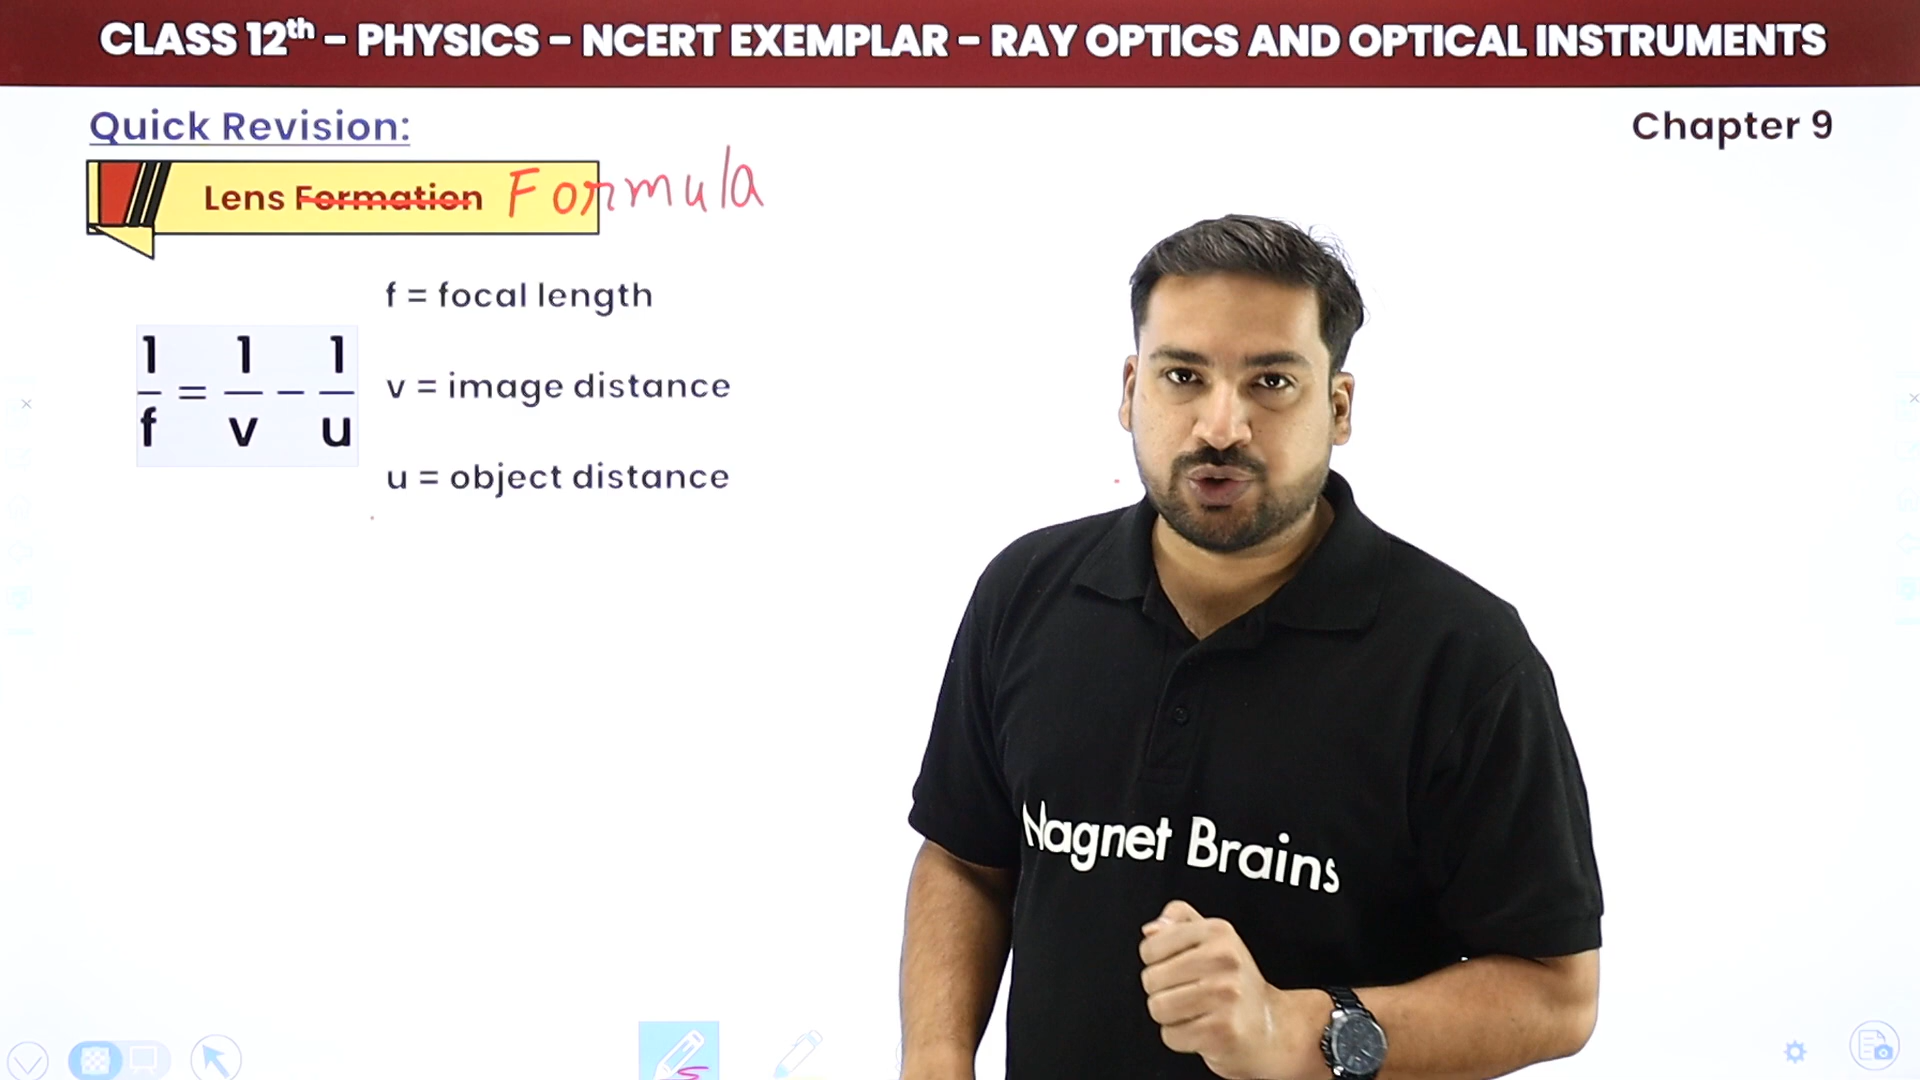 CLASS 12th - PHYSICS - NCERT EXEMPLAR - RAY OPTICS AND OPTICAL INSTRUMENTS
Quick Revision:
Chapter 9
Lens Formation Formula
f = focal length
1/f = 1/v − 1/u
v = image distance
u = object distance
Magnet Brains